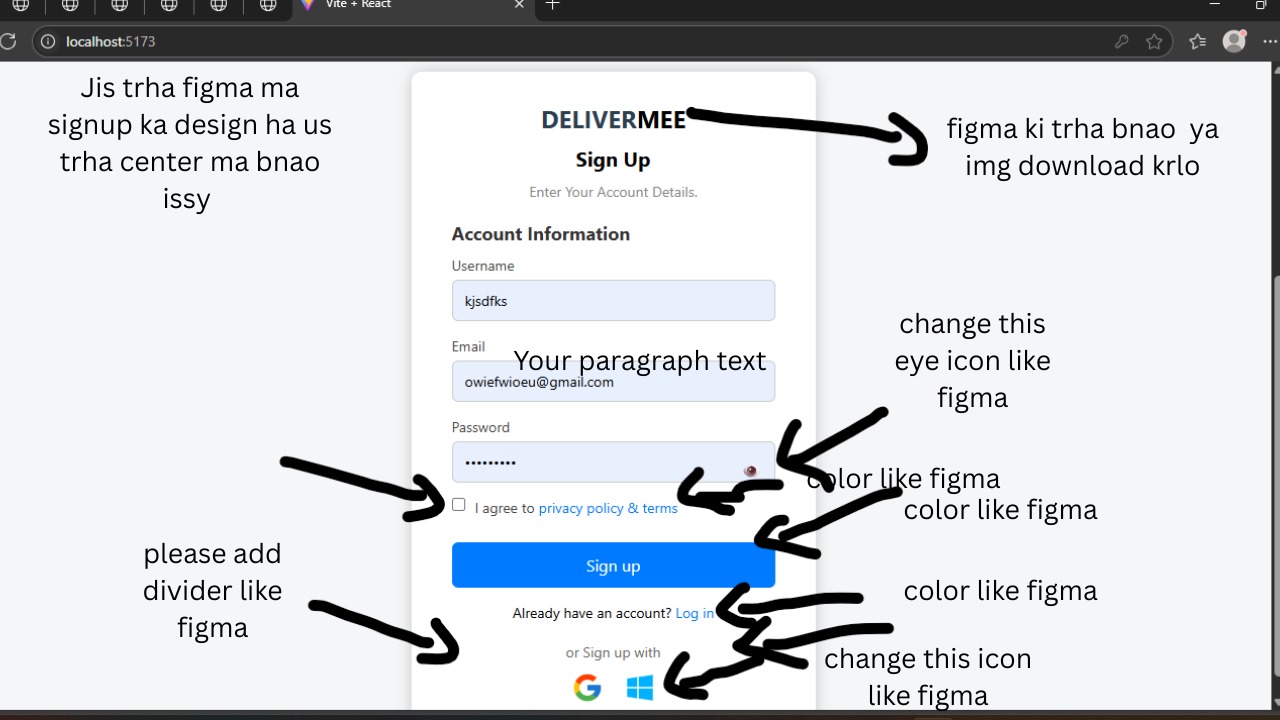 Vite + React
localhost:5173
Jis trha figma ma
signup ka design ha us
trha center ma bnao
issy
DELIVERMEE
figma ki trha bnao ya
img download krlo
Sign Up
Enter Your Account Details.
Account Information
Username
kjsdfks
change this
eye icon like
figma
Email
Your paragraph text
owiefwioeu@gmail.com
Password
•••••••••
color like figma
I agree to privacy policy & terms
color like figma
please add
divider like
figma
Sign up
color like figma
Already have an account? Log in
or Sign up with
change this icon
like figma